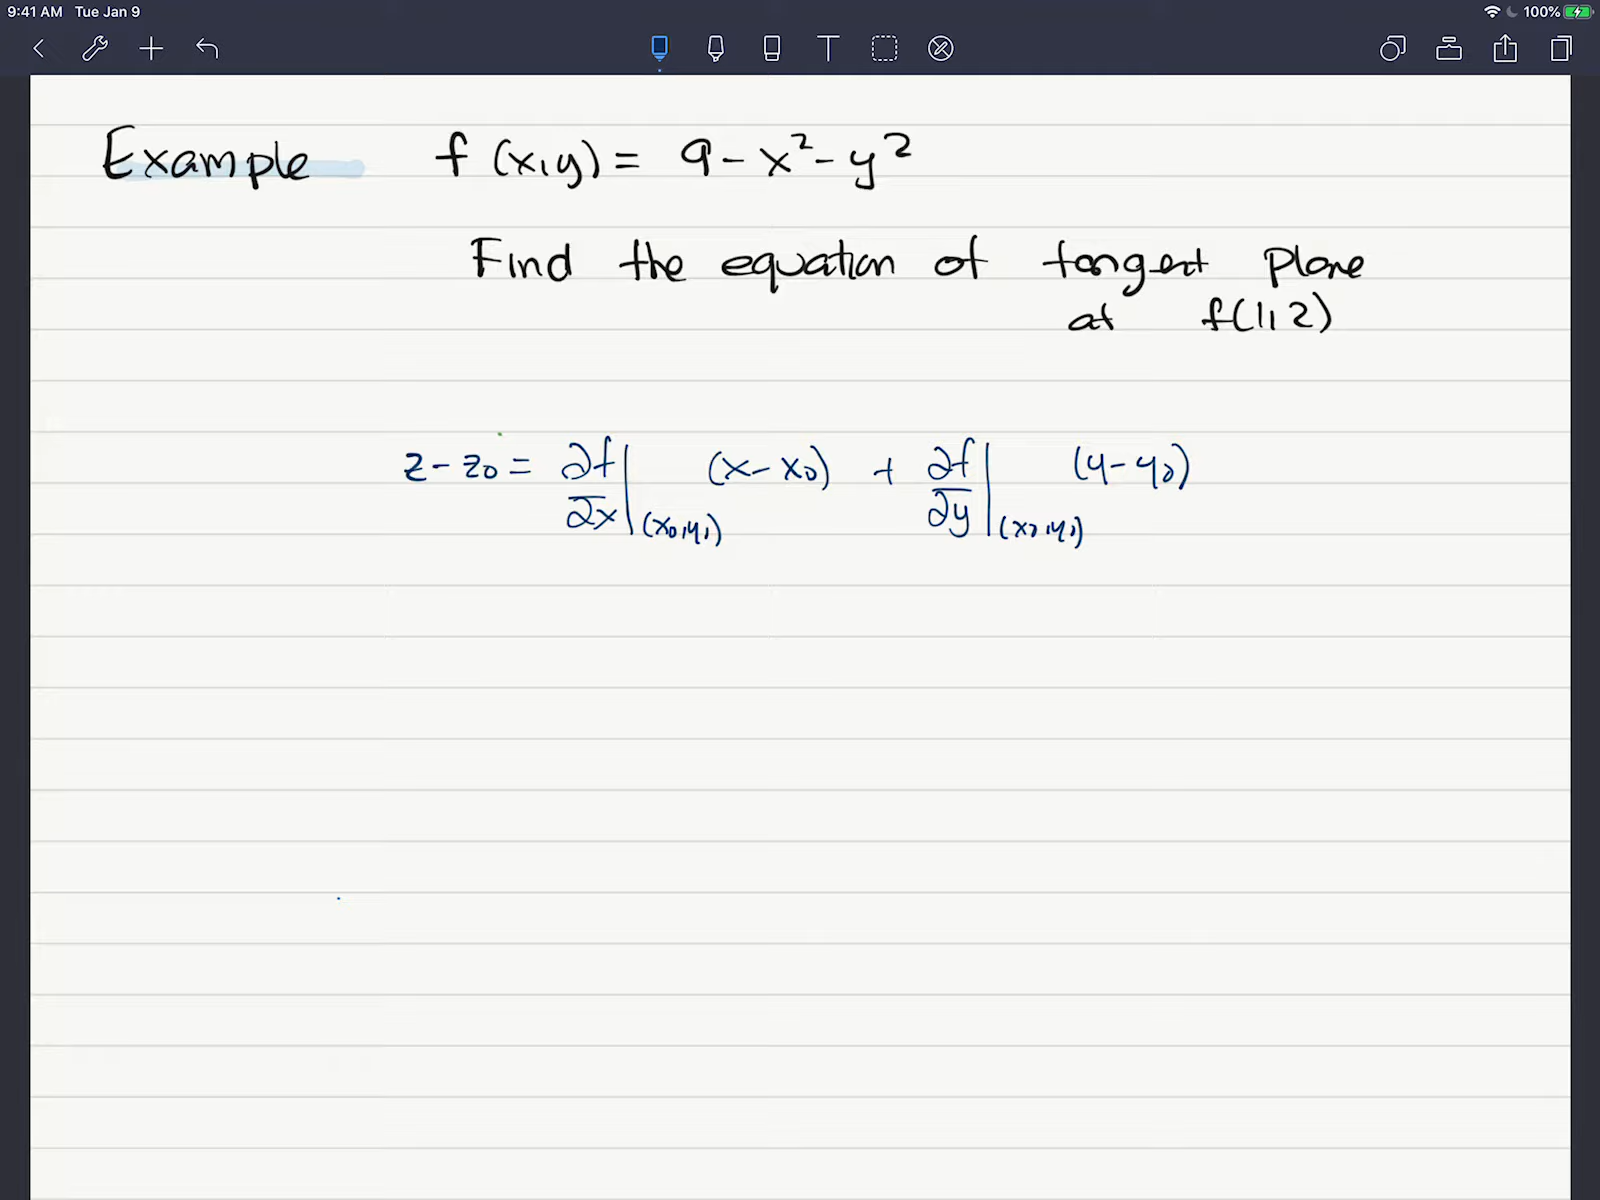 9:41 AM Tue Jan 9 100%
T
Example f(x,y) = 9 - x² - y²
Find the equation of tangent plane
at f(1,2)
z - z₀ = ∂f/∂x |(x₀,y₀) (x - x₀) + ∂f/∂y |(x₀,y₀) (y - y₀)